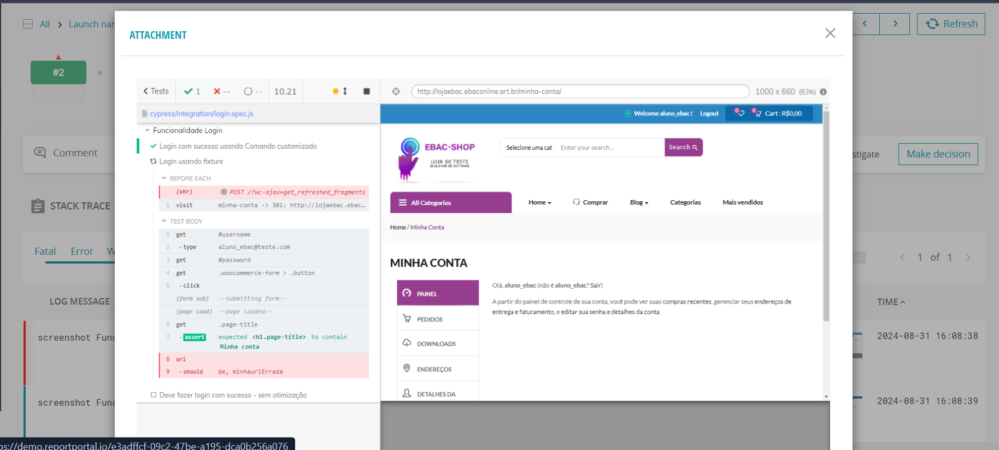 All
Launch nar
Refresh
#2
Comment
stigate
Make decision
STACK TRACE
Fatal
Error
W
1 of 1
LOG MESSAGE
TIME
screenshot Func
2024-08-31 16:08:38
screenshot Func
2024-08-31 16:08:39
ATTACHMENT
Tests
1
--
--
10.21
http://lojaebac.ebaconline.art.br/minha-conta/
1000 x 660 (83%)
cypress/integration/login.spec.js
Funcionalidade Login
Login com sucesso usando Comando customizado
Login usando fixture
BEFORE EACH
(xhr) POST /?wc-ajax=get_refreshed_fragments
1 visit minha-conta -> 301: http://lojaebac.ebac…
TEST BODY
1 get #username
2 -type aluno_ebac@teste.com
3 get #password
4 get .woocommerce-form > .button
5 -click
(form sub) --submitting form--
(page load) --page loaded--
6 get .page-title
7 -assert expected <h1.page-title> to contain
Minha conta
8 url
9 -should be, minhaurlErrada
Deve fazer login com sucesso - sem otimização
Welcome aluno_ebac !
Logout
0
0
Cart : R$0,00
EBAC-SHOP
LOJA DE TESTE
QUALIDADE DE SOFTWARE
Selecione uma cat
Enter your search ...
Search
All Categories
Home
Comprar
Blog
Categorias
Mais vendidos
Home / Minha Conta
MINHA CONTA
PAINEL
PEDIDOS
DOWNLOADS
ENDEREÇOS
DETALHES DA
Olá, aluno_ebac (não é aluno_ebac? Sair)
A partir do painel de controle de sua conta, você pode ver suas compras recentes, gerenciar seus endereços de
entrega e faturamento, e editar sua senha e detalhes da conta.
ps://demo.reportportal.io/e3adffcf-09c2-47be-a195-dca0b256a076